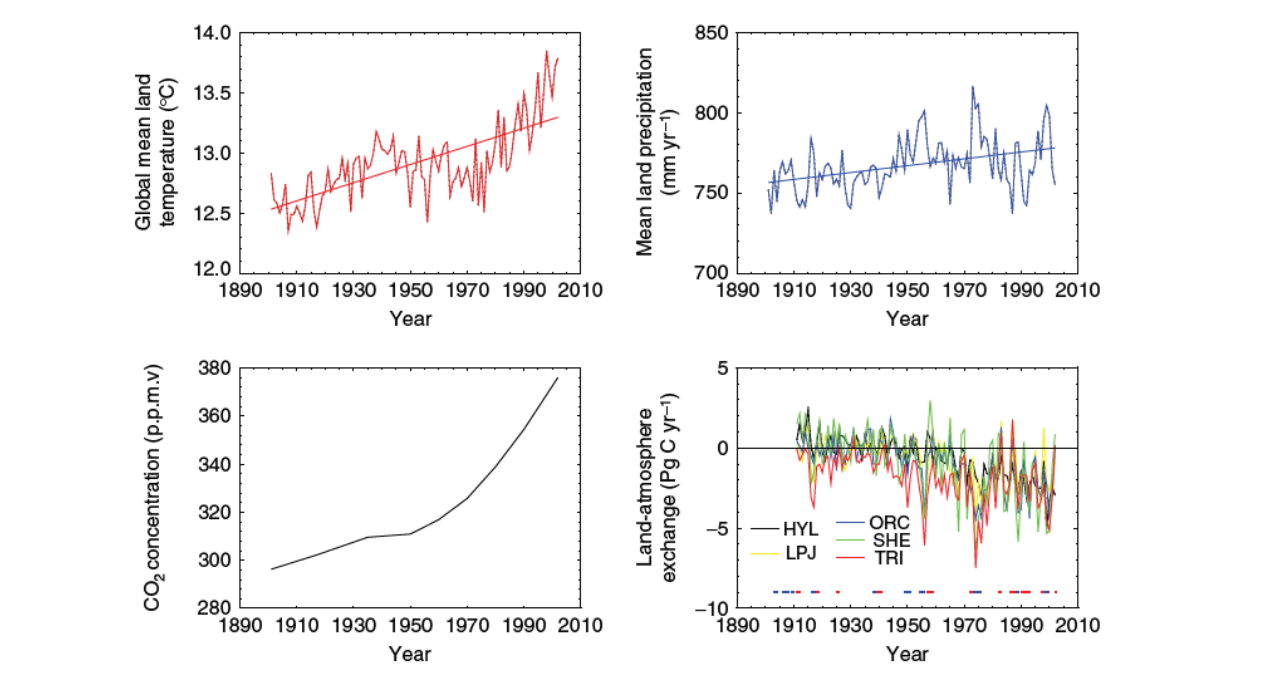 Global mean land
temperature (°C)
14.0
13.5
13.0
12.5
12.0
1890 1910 1930 1950 1970 1990 2010
Year
Mean land precipitation
(mm yr⁻¹)
850
800
750
700
1890 1910 1930 1950 1970 1990 2010
Year
CO₂ concentration (p.p.m.v)
380
360
340
320
300
280
1890 1910 1930 1950 1970 1990 2010
Year
Land-atmosphere
exchange (Pg C yr⁻¹)
5
0
−5
−10
HYL
LPJ
ORC
SHE
TRI
1890 1910 1930 1950 1970 1990 2010
Year